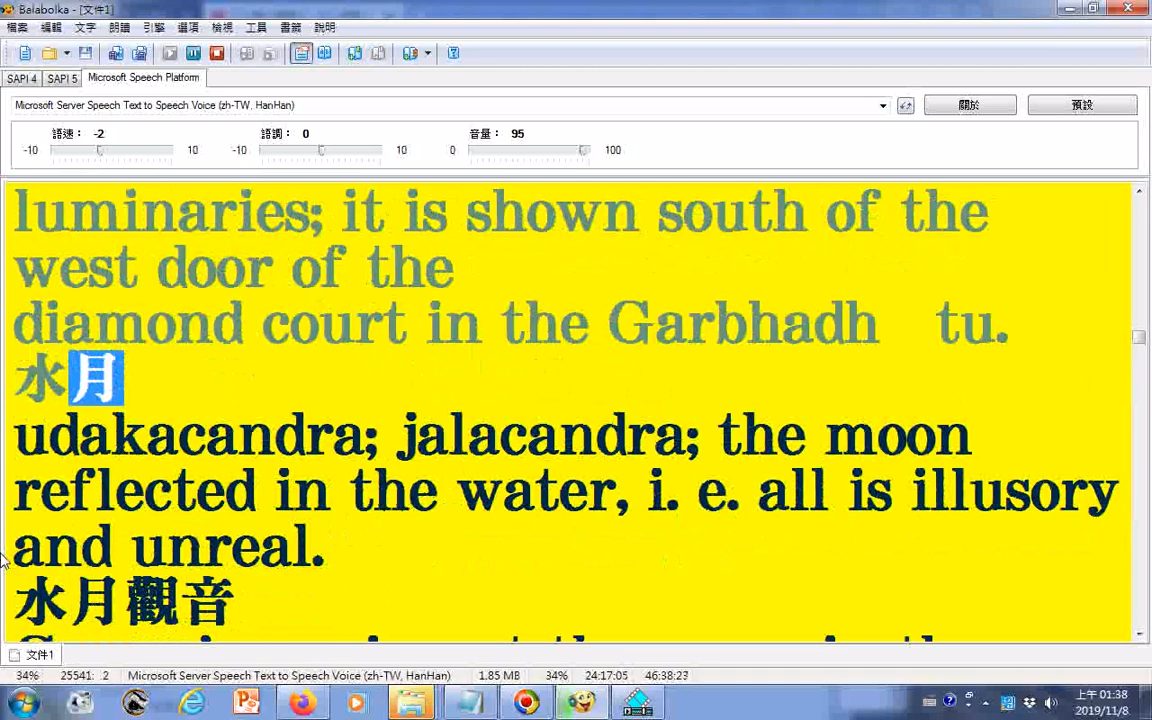 Balabolka - [文件1]
檔案 編輯 文字 朗讀 引擎 選項 檢視 工具 書籤 說明
SAPI 4 SAPI 5 Microsoft Speech Platform
Microsoft Server Speech Text to Speech Voice (zh-TW, HanHan) 關於 預設
語速： -2 語調： 0 音量： 95
-10 10 -10 10 0 100
luminaries; it is shown south of the
west door of the
diamond court in the Garbhadh tu.
水月
udakacandra; jalacandra; the moon
reflected in the water, i. e. all is illusory
and unreal.
水月觀音
文件1
34% 25541: 2 Microsoft Server Speech Text to Speech Voice (zh-TW, HanHan) 1.85 MB 34% 24:17:05 46:38:23
上午 01:38
2019/11/8